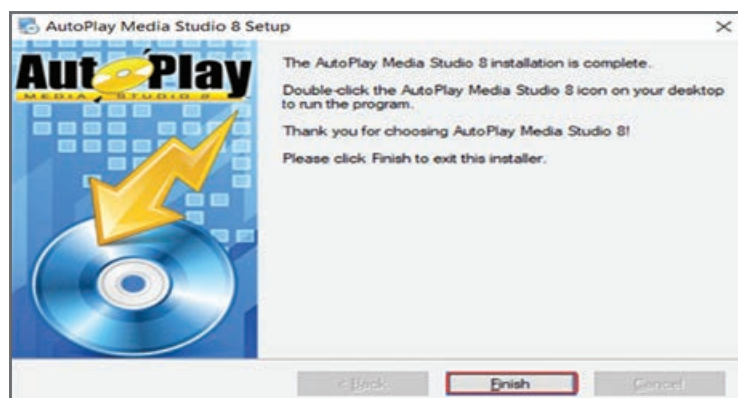 AutoPlay Media Studio 8 Setup
AutoPlay
MEDIA STUDIO 8
The AutoPlay Media Studio 8 installation is complete.
Double-click the AutoPlay Media Studio 8 icon on your desktop
to run the program.
Thank you for choosing AutoPlay Media Studio 8!
Please click Finish to exit this installer.
< Back
Finish
Cancel